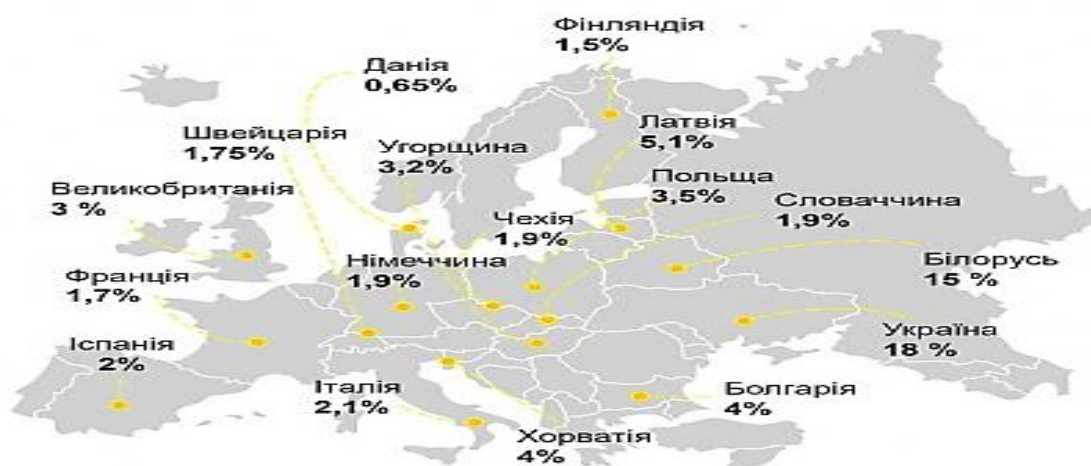 Фінляндія
1,5%
Данія
0,65%
Латвія
5,1%
Швейцарія
1,75%
Угорщина
3,2%
Польща
3,5%
Великобританія
3 %
Словаччина
1,9%
Чехія
1,9%
Німеччина
1,9%
Білорусь
15 %
Франція
1,7%
Україна
18 %
Іспанія
2%
Італія
2,1%
Болгарія
4%
Хорватія
4%